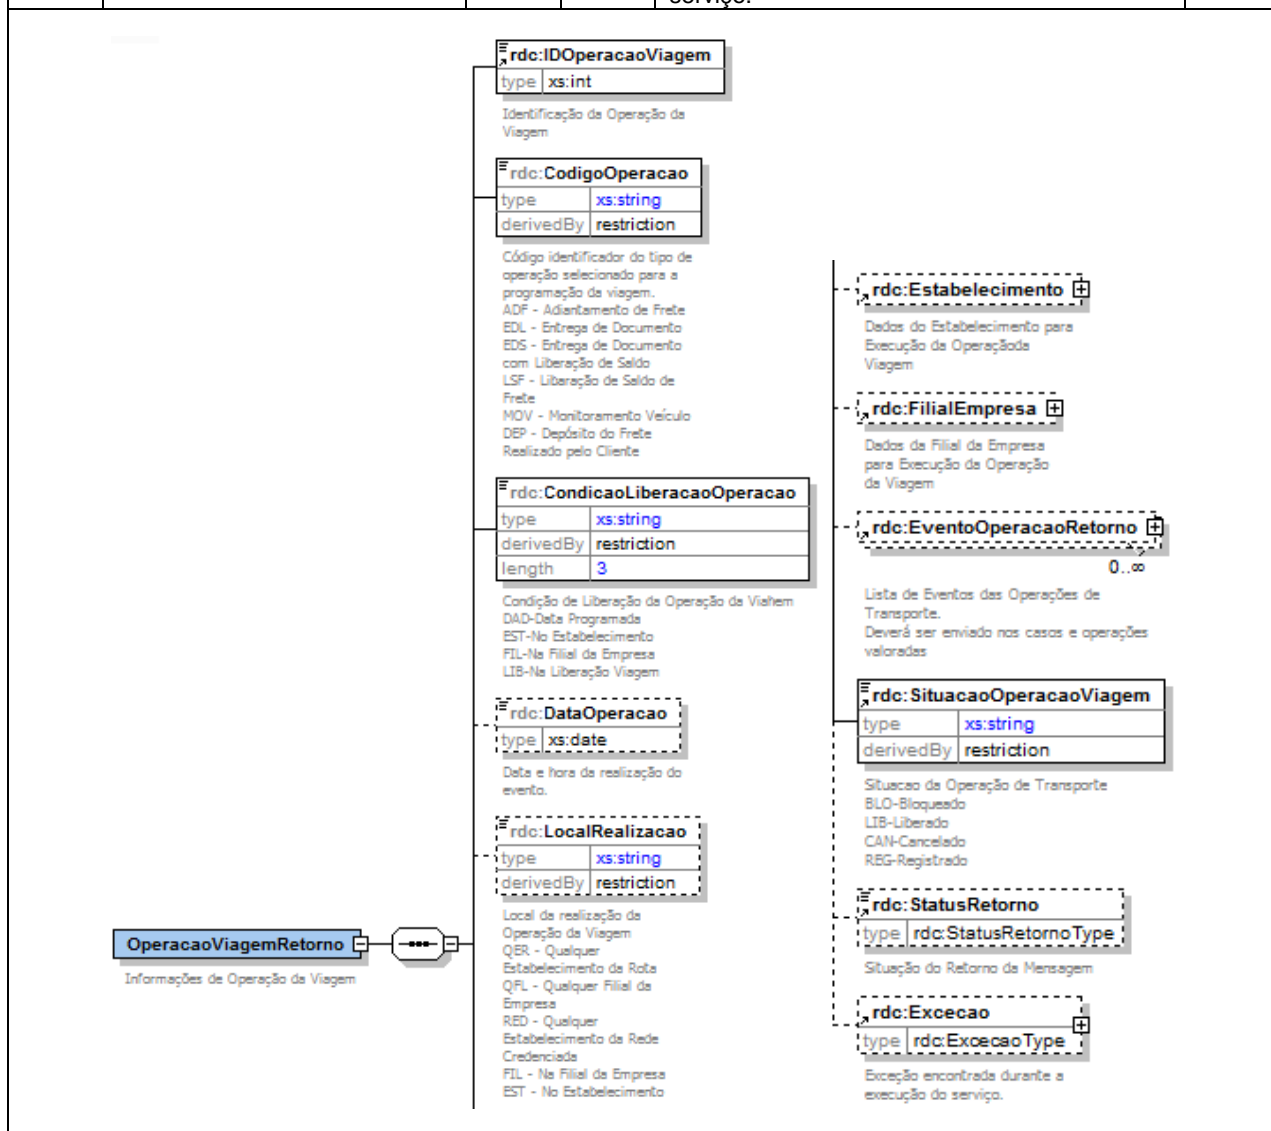 serviço.
rdc:IDOperacaoViagem
type xs:int
Identificação da Operação da
Viagem
rdc:CodigoOperacao
type xs:string
derivedBy restriction
Código identificador do tipo de
operação selecionado para a
programação da viagem.
ADF - Adiantamento de Frete
EDL - Entrega de Documento
EDS - Entrega de Documento
com Liberação de Saldo
LSF - Libaração de Saldo de
Frete
MOV - Monitoramento Veículo
DEP - Depósito do Frete
Realizado pelo Cliente
rdc:CondicaoLiberacaoOperacao
type xs:string
derivedBy restriction
length 3
Condição de Liberação da Operação da Viahem
DAD-Data Programada
EST-No Estabelecimento
FIL-Na Filial da Empresa
LIB-Na Liberação Viagem
rdc:DataOperacao
type xs:date
Data e hora da realização do
evento.
rdc:LocalRealizacao
type xs:string
derivedBy restriction
Local da realização da
Operação da Viagem
QER - Qualquer
Estabelecimento da Rota
QFL - Qualquer Filial da
Empresa
RED - Qualquer
Estabelecimento da Rede
Credenciada
FIL - Na Filial da Empresa
EST - No Estabelecimento
OperacaoViagemRetorno
Informações de Operação da Viagem
rdc:Estabelecimento
Dados do Estabelecimento para
Execução da Operaçãoda
Viagem
rdc:FilialEmpresa
Dados da Filial da Empresa
para Execução da Operação
da Viagem
rdc:EventoOperacaoRetorno
0..∞
Lista de Eventos das Operações de
Transporte.
Deverá ser enviado nos casos e operações
valoradas
rdc:SituacaoOperacaoViagem
type xs:string
derivedBy restriction
Situacao da Operação de Transporte
BLO-Bloqueado
LIB-Liberado
CAN-Cancelado
REG-Registrado
rdc:StatusRetorno
type rdc:StatusRetornoType
Situação do Retorno da Mensagem
rdc:Excecao
type rdc:ExcecaoType
Exceção encontrada durante a
execução do serviço.